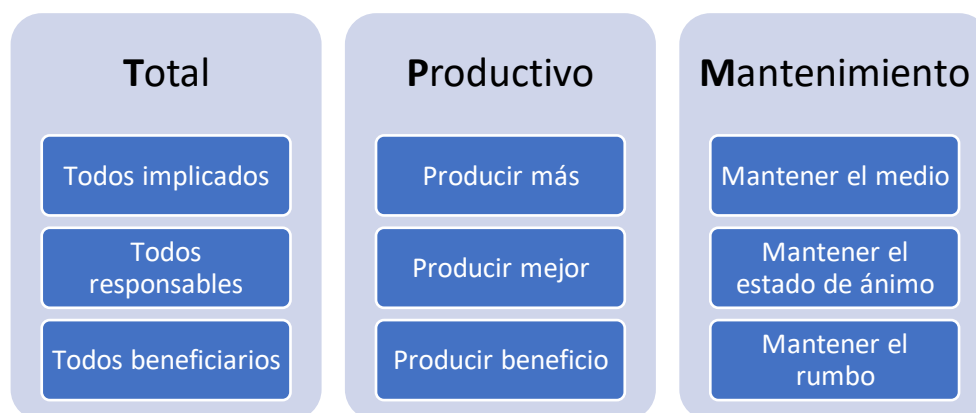 Total
Todos implicados
Todos
responsables
Todos beneficiarios
Productivo
Producir más
Producir mejor
Producir beneficio
Mantenimiento
Mantener el medio
Mantener el
estado de ánimo
Mantener el
rumbo